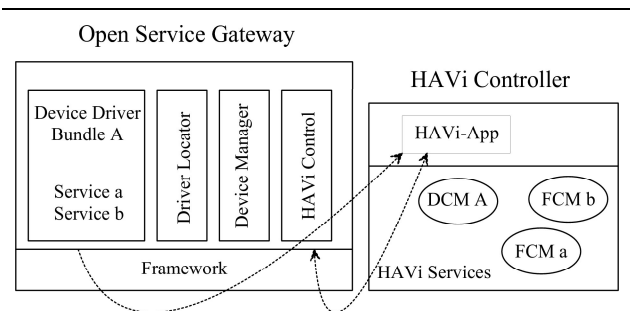 Open Service Gateway
HAVi Controller
Device Driver
Bundle A
Service a
Service b
Driver Locator
Device Manager
HAVi Control
Framework
HAVi-App
DCM A
FCM b
FCM a
HAVi Services